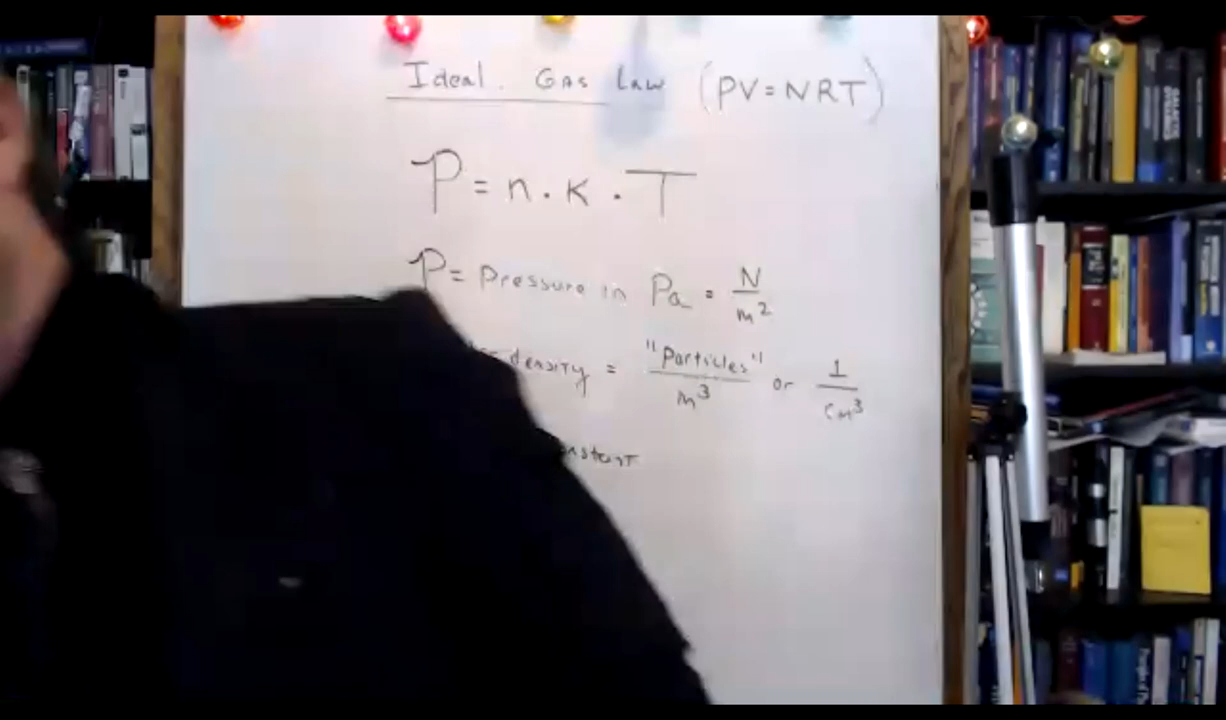 Ideal Gas Law (PV=NRT)
P = n · K · T
P = Pressure in Pa = N/m²
density = "Particles"/m³ or 1/cm³